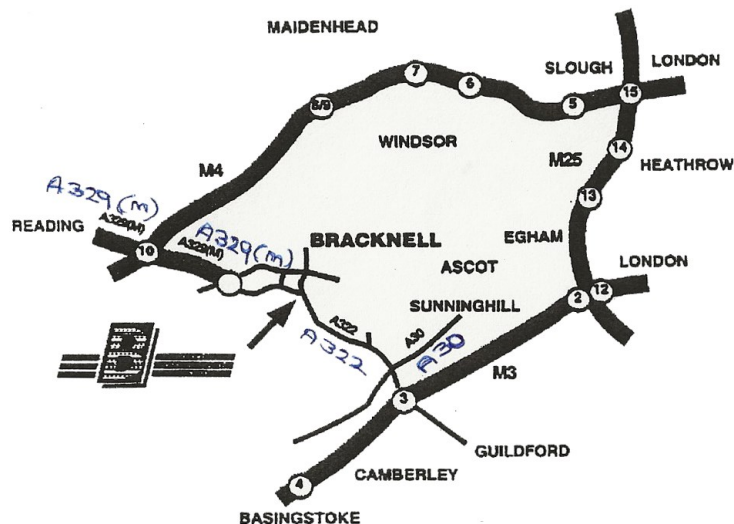 MAIDENHEAD
SLOUGH
LONDON
7
6
8/9
5
15
WINDSOR
M4
M25
14
HEATHROW
13
A329(m)
A329(M)
READING
A329(m)
A329(M)
10
BRACKNELL
EGHAM
ASCOT
LONDON
2
12
SUNNINGHILL
A322
A30
A322
A30
M3
3
GUILDFORD
CAMBERLEY
4
BASINGSTOKE